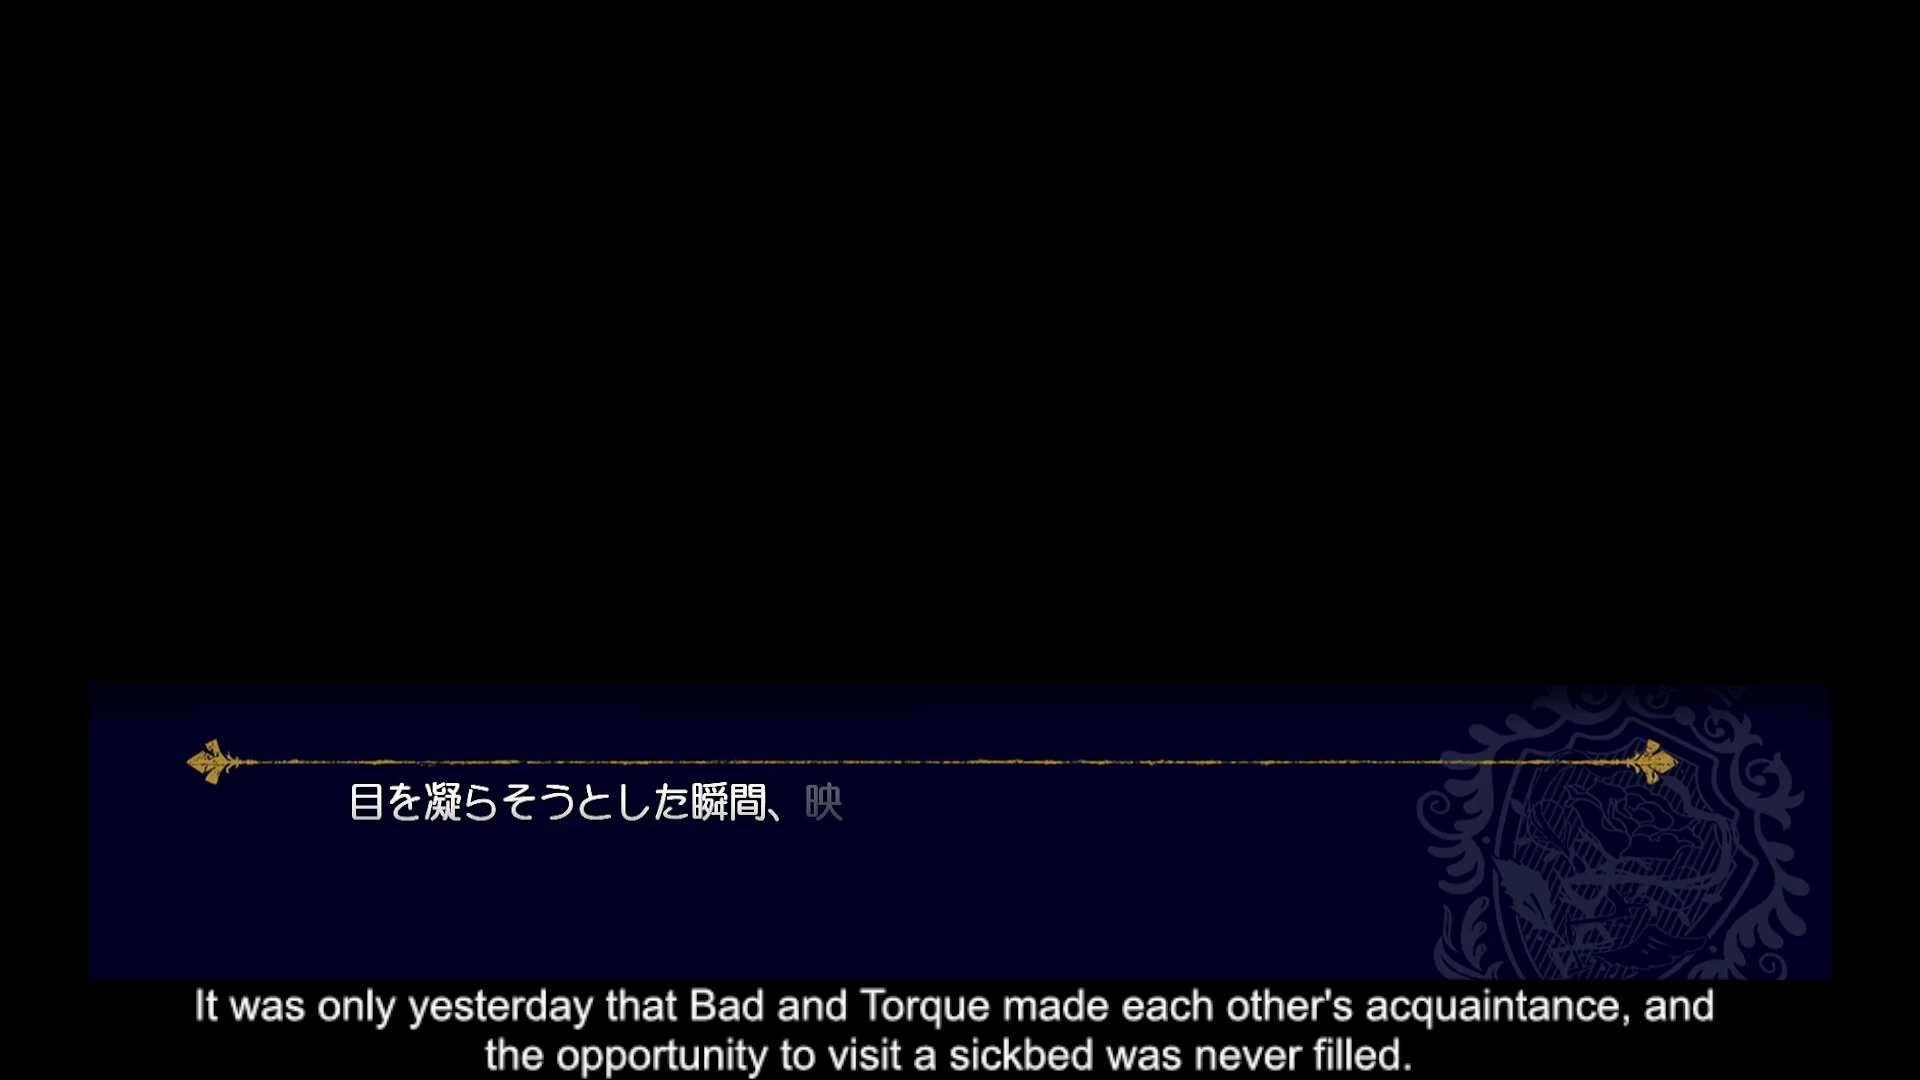 目を凝らそうとした瞬間、映
It was only yesterday that Bad and Torque made each other's acquaintance, and
the opportunity to visit a sickbed was never filled.